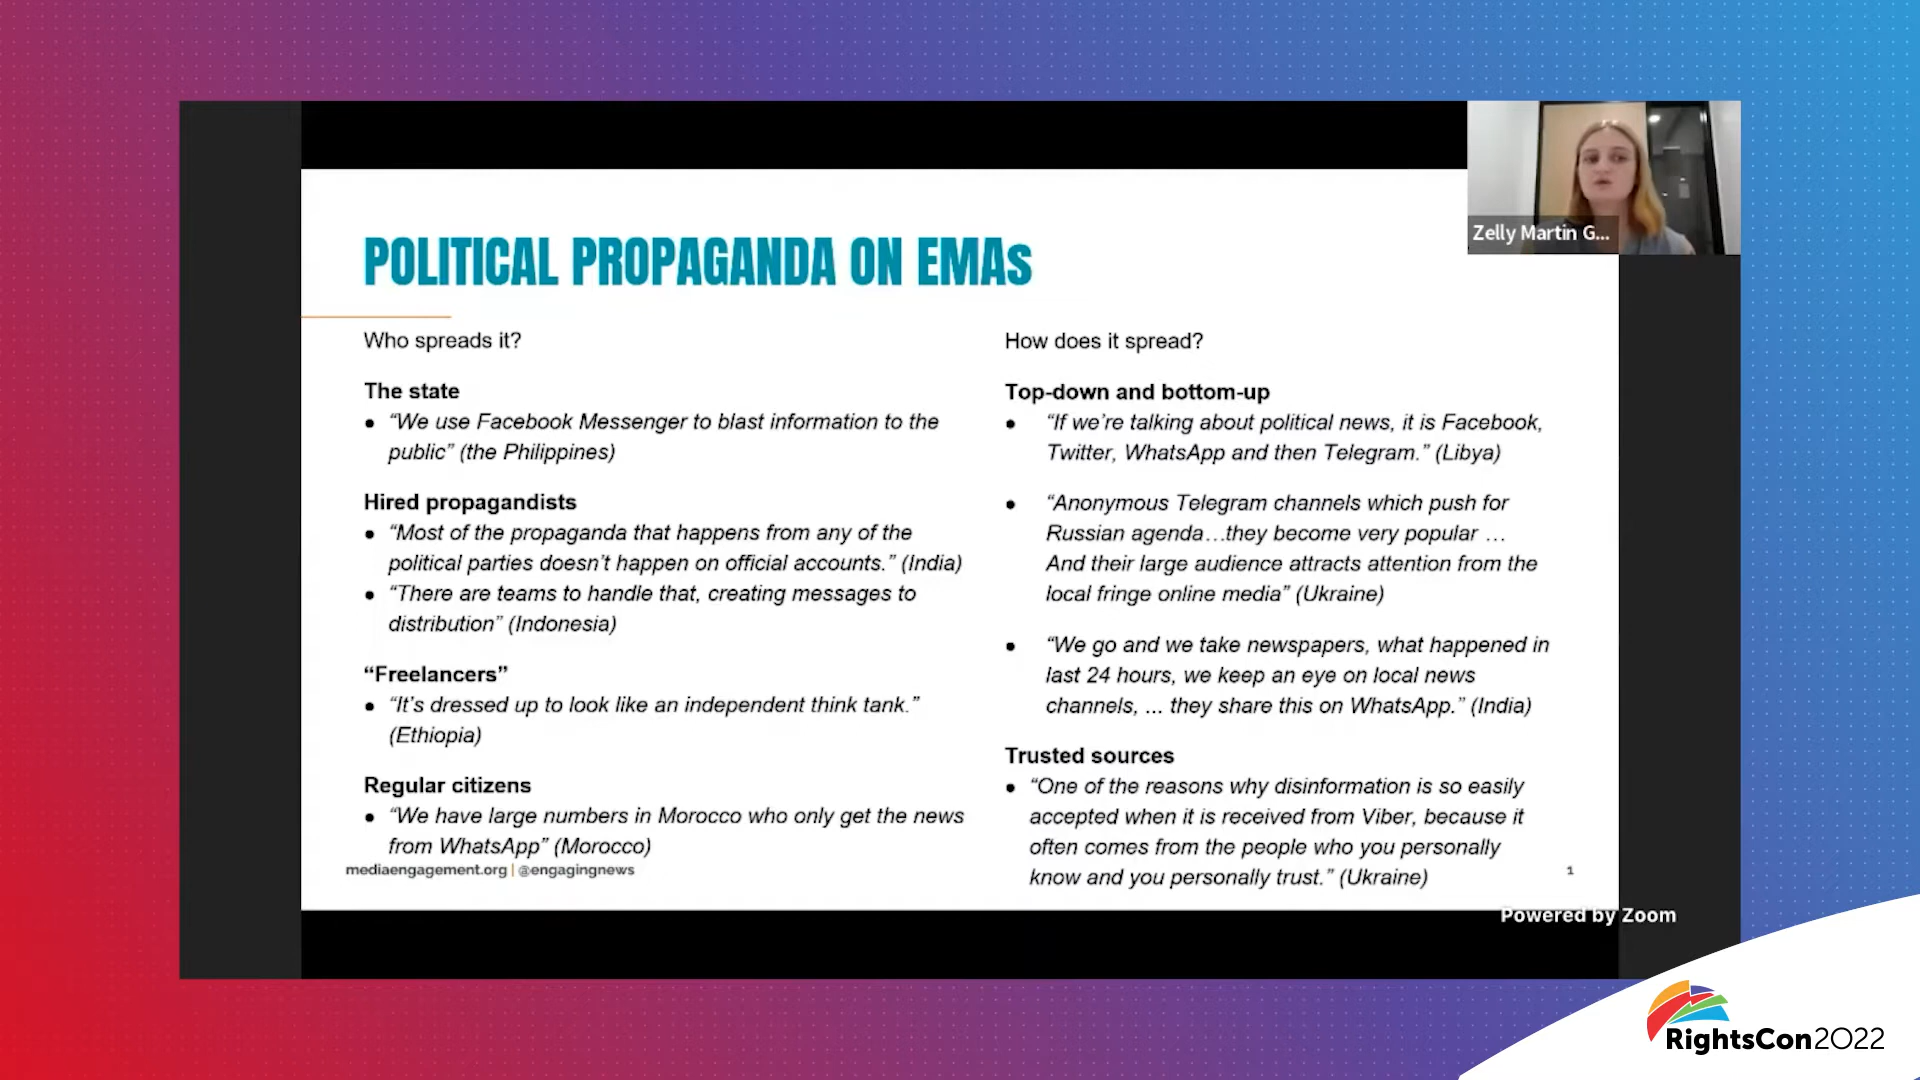 Zelly Martin G...
POLITICAL PROPAGANDA ON EMAs
Who spreads it?
The state
• “We use Facebook Messenger to blast information to the
public” (the Philippines)
Hired propagandists
• “Most of the propaganda that happens from any of the
political parties doesn’t happen on official accounts.” (India)
• “There are teams to handle that, creating messages to
distribution” (Indonesia)
“Freelancers”
• “It’s dressed up to look like an independent think tank.”
(Ethiopia)
Regular citizens
• “We have large numbers in Morocco who only get the news
from WhatsApp” (Morocco)
mediaengagement.org | @engagingnews
How does it spread?
Top-down and bottom-up
• “If we’re talking about political news, it is Facebook,
Twitter, WhatsApp and then Telegram.” (Libya)
• “Anonymous Telegram channels which push for
Russian agenda…they become very popular …
And their large audience attracts attention from the
local fringe online media” (Ukraine)
• “We go and we take newspapers, what happened in
last 24 hours, we keep an eye on local news
channels, ... they share this on WhatsApp.” (India)
Trusted sources
• “One of the reasons why disinformation is so easily
accepted when it is received from Viber, because it
often comes from the people who you personally
know and you personally trust.” (Ukraine)
1
Powered by Zoom
RightsCon2022